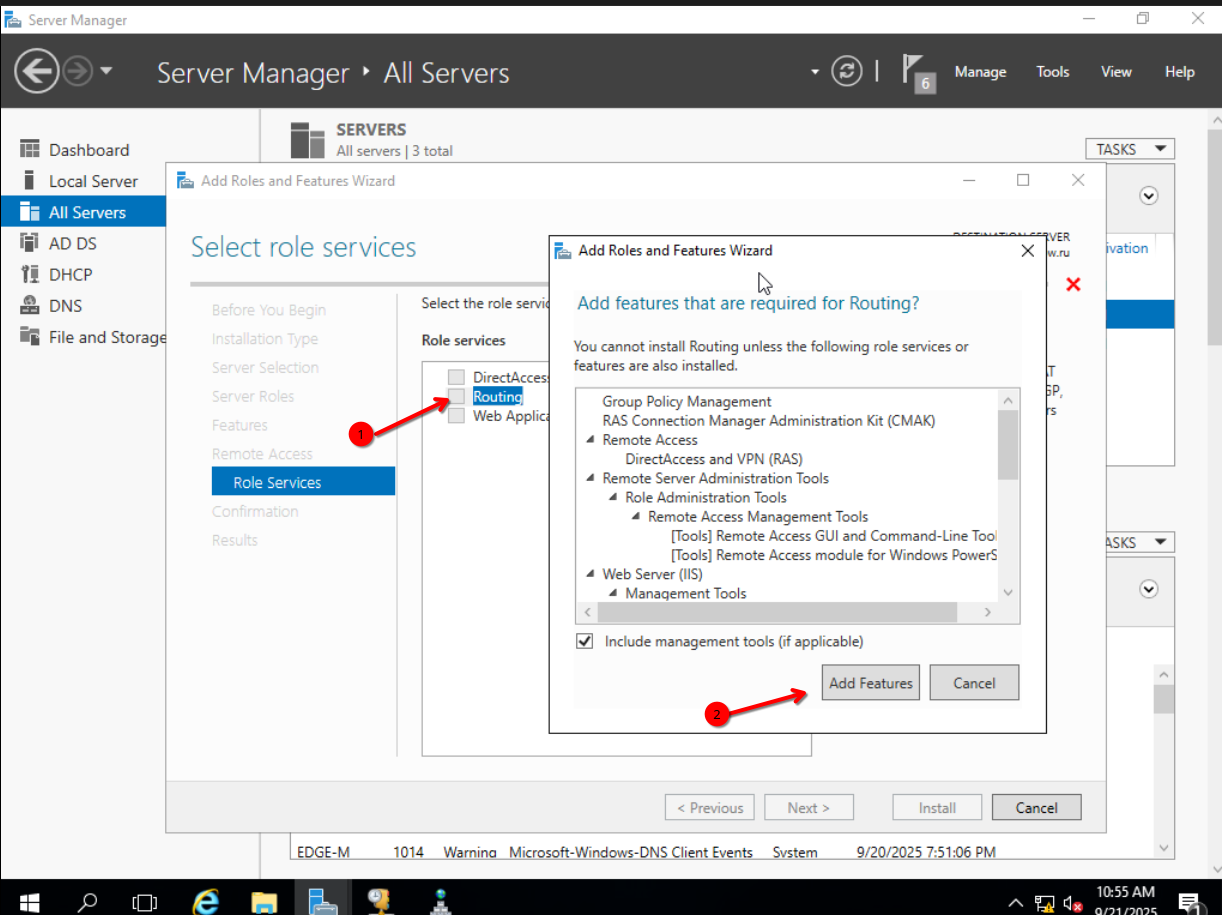 Server Manager
Server Manager ‣ All Servers
6
Manage
Tools
View
Help
Dashboard
Local Server
All Servers
AD DS
DHCP
DNS
File and Storage
SERVERS
All servers | 3 total
TASKS
Add Roles and Features Wizard
Select role services
Before You Begin
Installation Type
Server Selection
Server Roles
Features
Remote Access
Role Services
Confirmation
Results
Select the role servic
Role services
DirectAccess
Routing
Web Applica
1
DESTINATION SERVER
w.ru
ivation
Add Roles and Features Wizard
Add features that are required for Routing?
You cannot install Routing unless the following role services or
features are also installed.
Group Policy Management
RAS Connection Manager Administration Kit (CMAK)
Remote Access
DirectAccess and VPN (RAS)
Remote Server Administration Tools
Role Administration Tools
Remote Access Management Tools
[Tools] Remote Access GUI and Command-Line Tool
[Tools] Remote Access module for Windows PowerS
Web Server (IIS)
Management Tools
Include management tools (if applicable)
2
Add Features
Cancel
AT
GP,
rs
ASKS
< Previous
Next >
Install
Cancel
EDGE-M 1014 Warning Microsoft-Windows-DNS Client Events System 9/20/2025 7:51:06 PM
10:55 AM
9/21/2025
1